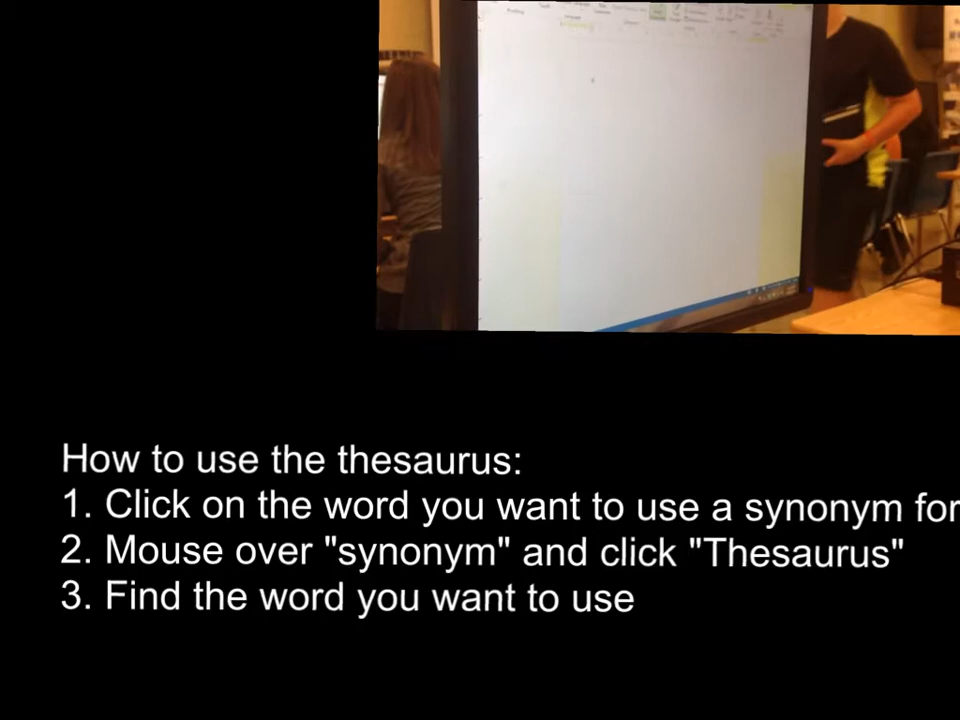 How to use the thesaurus:
1. Click on the word you want to use a synonym for
2. Mouse over "synonym" and click "Thesaurus"
3. Find the word you want to use